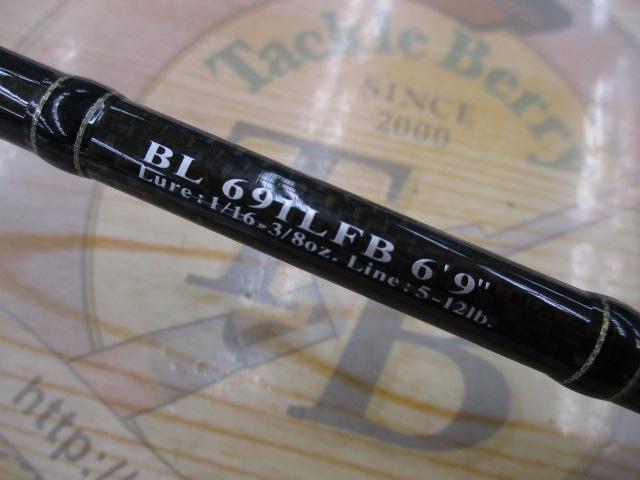 Tackle Berry
SINCE
2000
TB
BL 691LFB 6'9"
Lure:1/16-3/8oz. Line:5-12lb.
http:/